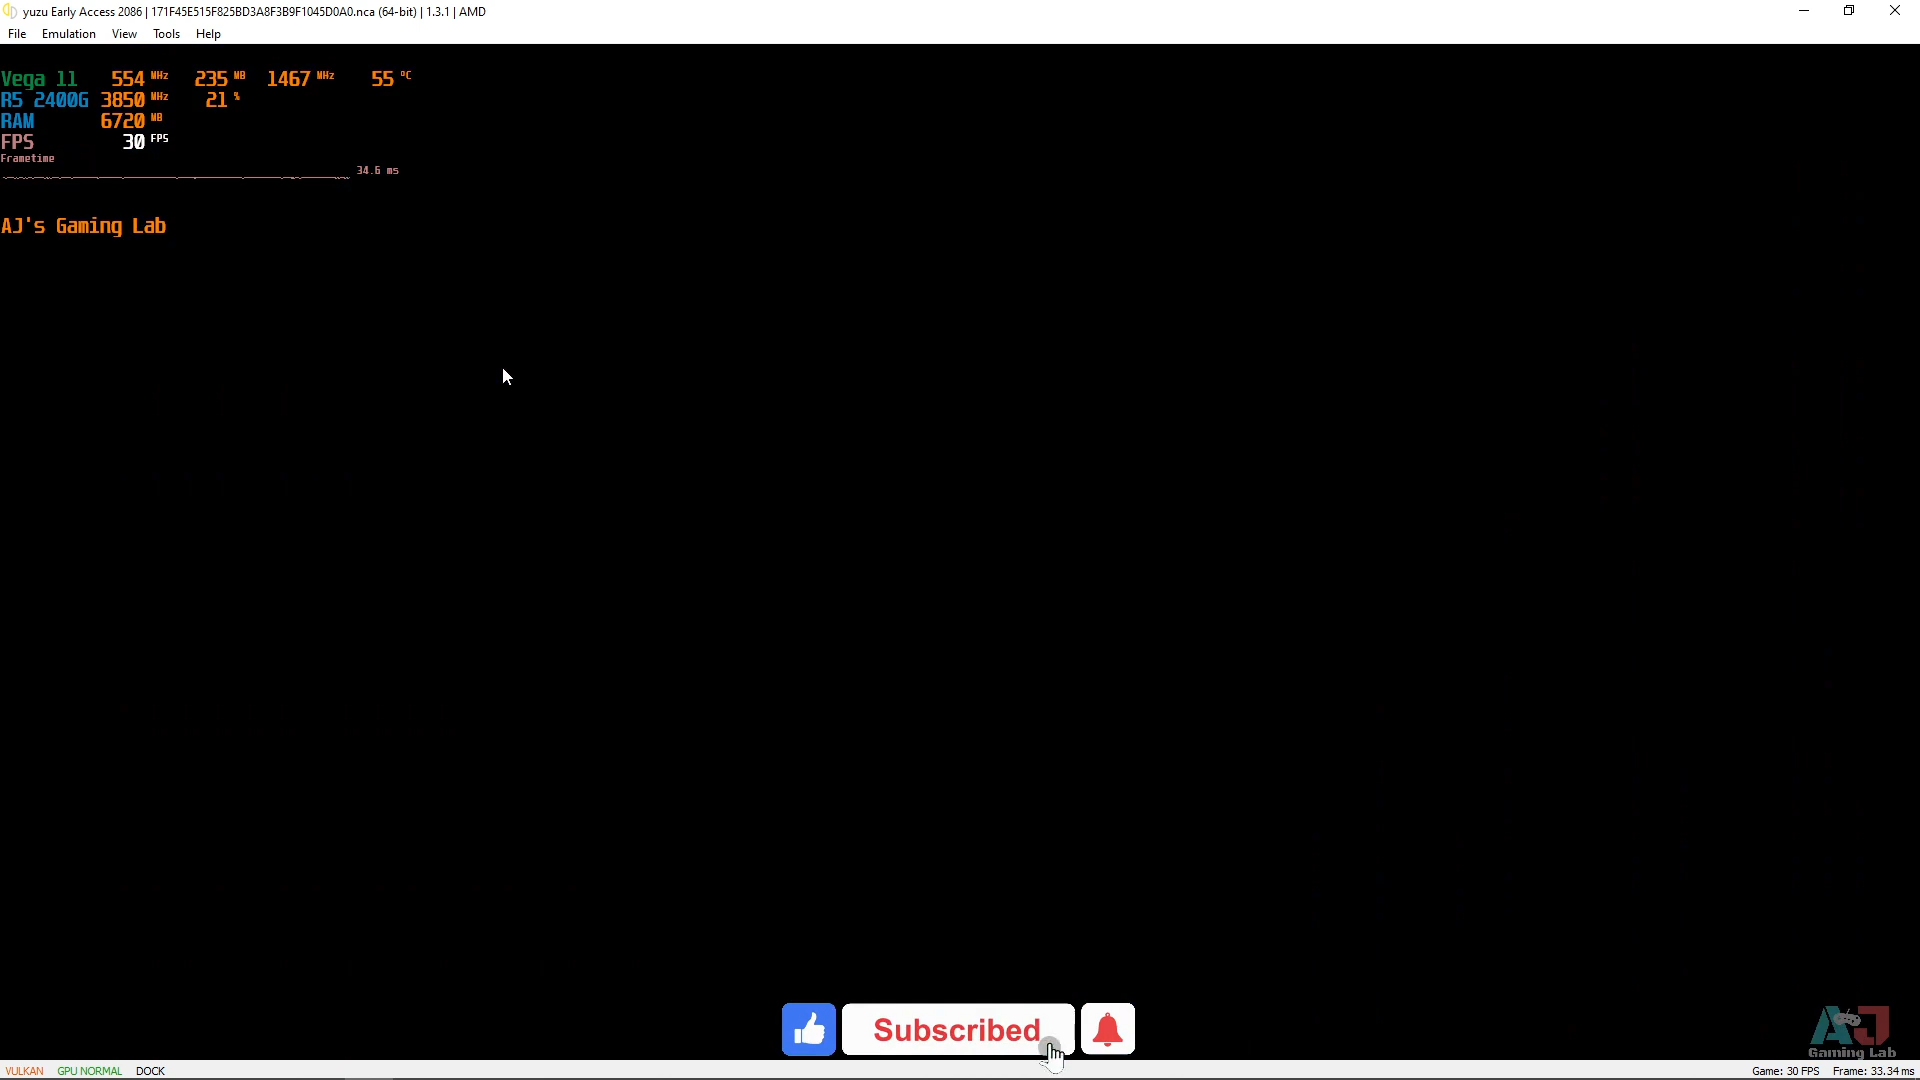 yuzu Early Access 2086 | 171F45E515F825BD3A8F3B9F1045D0A0.nca (64-bit) | 1.3.1 | AMD
File Emulation View Tools Help
Vega 11 554 MHz 235 MB 1467 MHz 55 °C
R5 2400G 3850 MHz 21 %
RAM 6720 MB
FPS 30 FPS
Frametime
34.6 ms
AJ's Gaming Lab
Subscribed
AJ
Gaming Lab
VULKAN GPU NORMAL DOCK Game: 30 FPS Frame: 33.34 ms